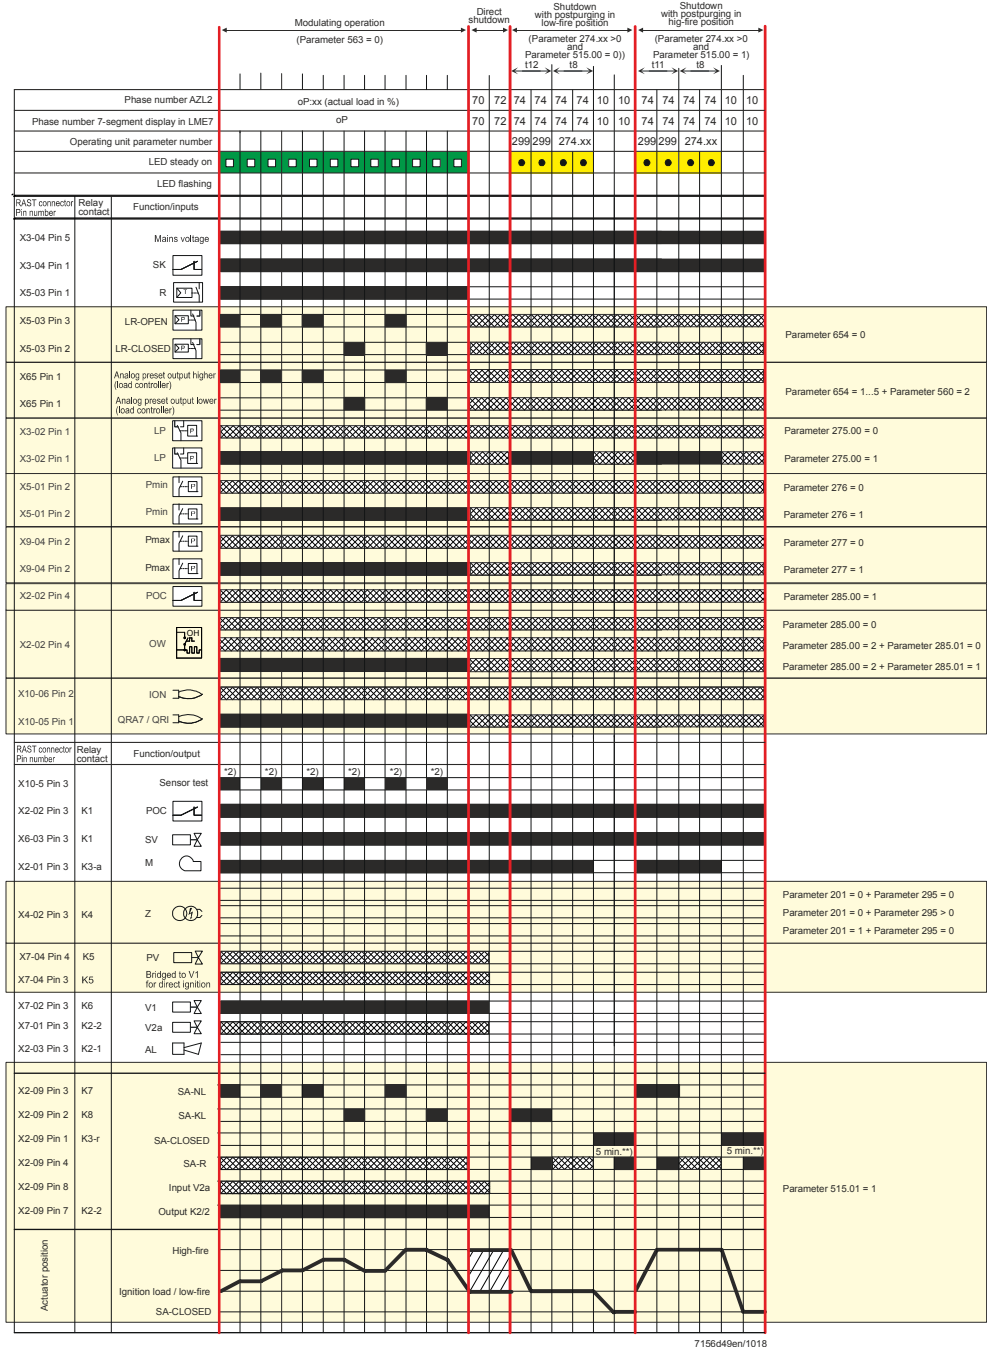 Modulating operation
(Parameter 563 = 0)
Direct
shutdown
Shutdown
with postpurging in
low-fire position
(Parameter 274.xx >0
and
Parameter 515.00 = 0))
t12 t8
Shutdown
with postpurging in
hig-fire position
(Parameter 274.xx >0
and
Parameter 515.00 = 1)
t11 t8
Phase number AZL2 oP:xx (actual load in %) 70 72 74 74 74 74 10 10 74 74 74 74 10 10
Phase number 7-segment display in LME7 oP 70 72 74 74 74 74 10 10 74 74 74 74 10 10
Operating unit parameter number 299 299 274.xx 299 299 274.xx
LED steady on
LED flashing
RAST connector
Pin number
Relay
contact
Function/inputs
X3-04 Pin 5 Mains voltage
X3-04 Pin 1 SK
X5-03 Pin 1 R T
X5-03 Pin 3 LR-OPEN P
Parameter 654 = 0
X5-03 Pin 2 LR-CLOSED P
X65 Pin 1 Analog preset output higher
(load controller)
Parameter 654 = 1...5 + Parameter 560 = 2
X65 Pin 1 Analog preset output lower
(load controller)
X3-02 Pin 1 LP P Parameter 275.00 = 0
X3-02 Pin 1 LP P Parameter 275.00 = 1
X5-01 Pin 2 Pmin P Parameter 276 = 0
X5-01 Pin 2 Pmin P Parameter 276 = 1
X9-04 Pin 2 Pmax P Parameter 277 = 0
X9-04 Pin 2 Pmax P Parameter 277 = 1
X2-02 Pin 4 POC Parameter 285.00 = 1
Parameter 285.00 = 0
X2-02 Pin 4 OW OH Parameter 285.00 = 2 + Parameter 285.01 = 0
Parameter 285.00 = 2 + Parameter 285.01 = 1
X10-06 Pin 2 ION
X10-05 Pin 1 QRA7 / QRI
RAST connector
Pin number
Relay
contact
Function/output
*2) *2) *2) *2) *2) *2)
X10-5 Pin 3 Sensor test
X2-02 Pin 3 K1 POC
X6-03 Pin 3 K1 SV
X2-01 Pin 3 K3-a M
Parameter 201 = 0 + Parameter 295 = 0
X4-02 Pin 3 K4 Z Parameter 201 = 0 + Parameter 295 > 0
Parameter 201 = 1 + Parameter 295 = 0
X7-04 Pin 4 K5 PV
X7-04 Pin 3 K5 Bridged to V1
for direct ignition
X7-02 Pin 3 K6 V1
X7-01 Pin 3 K2-2 V2a
X2-03 Pin 3 K2-1 AL
X2-09 Pin 3 K7 SA-NL
X2-09 Pin 2 K8 SA-KL
X2-09 Pin 1 K3-r SA-CLOSED
5 min.**) 5 min.**)
X2-09 Pin 4 SA-R
X2-09 Pin 8 Input V2a Parameter 515.01 = 1
X2-09 Pin 7 K2-2 Output K2/2
Actuator position
High-fire
Ignition load / low-fire
SA-CLOSED
7156d49en/1018